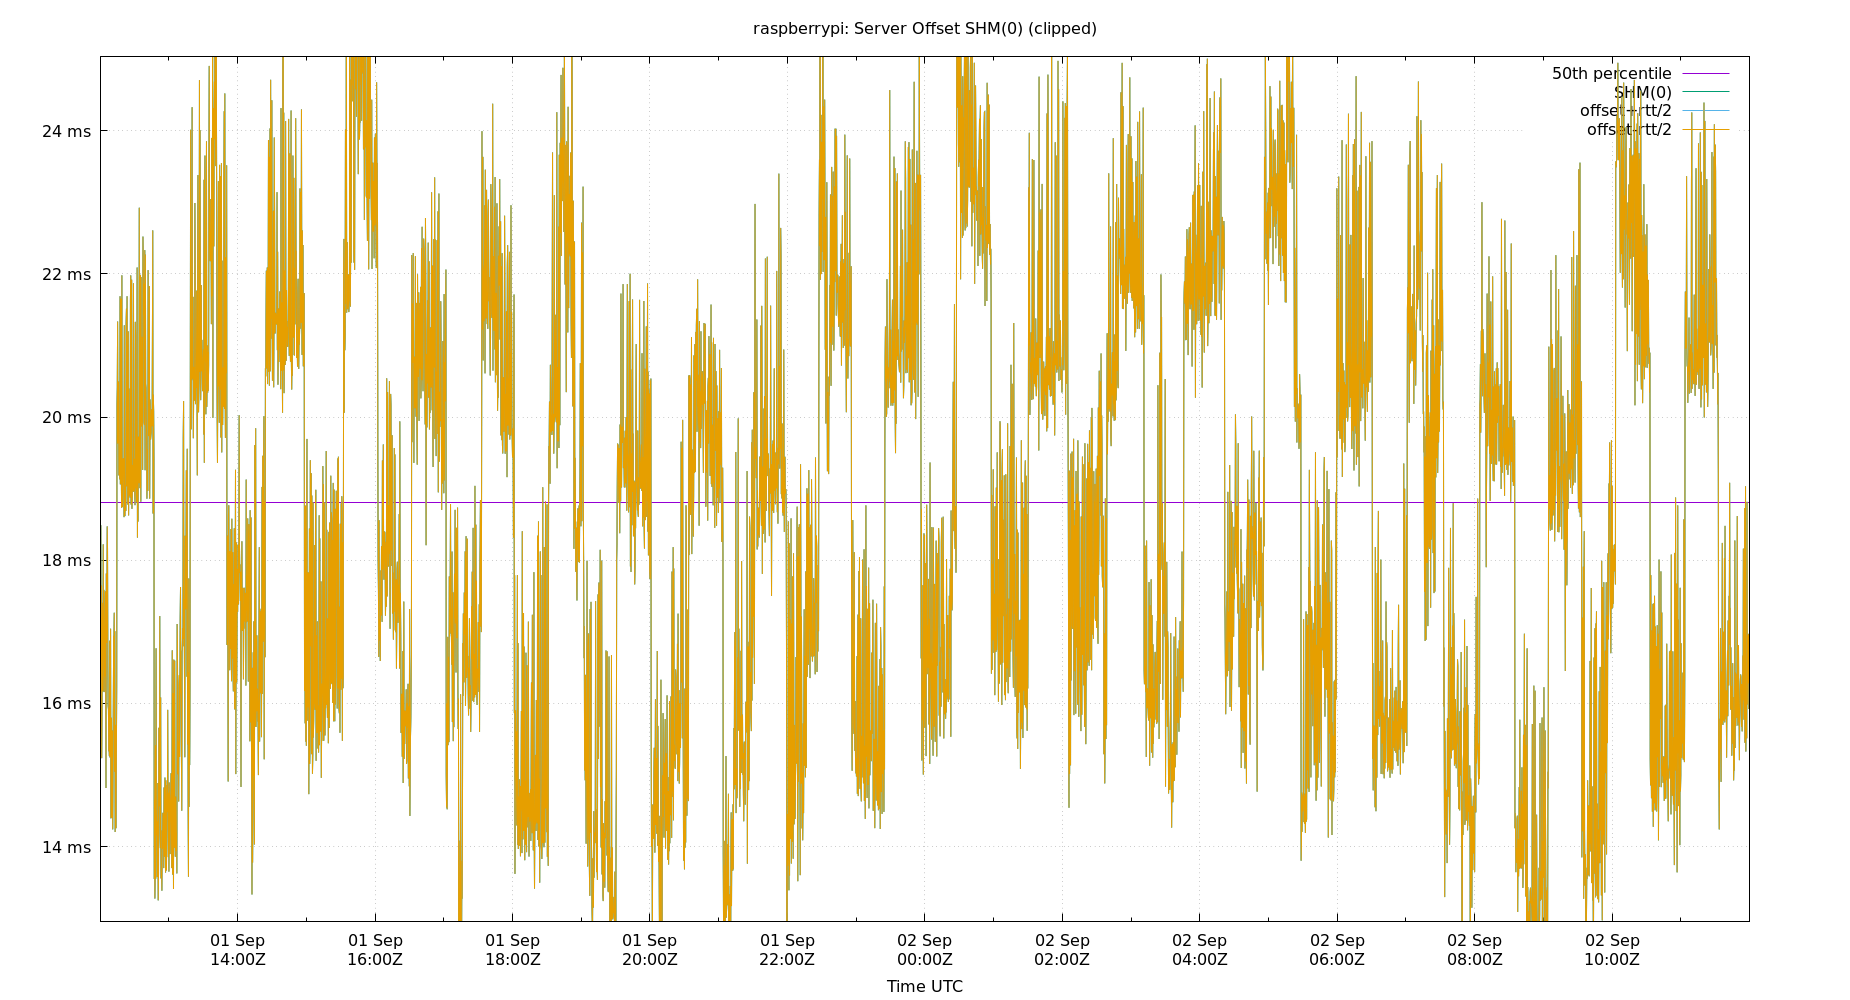 raspberrypi: Server Offset SHM(0) (clipped)
50th percentile
SHM(0)
offset+rtt/2
offset-rtt/2
24 ms
22 ms
20 ms
18 ms
16 ms
14 ms
01 Sep 01 Sep 01 Sep 01 Sep 01 Sep 02 Sep 02 Sep 02 Sep 02 Sep 02 Sep 02 Sep
14:00Z 16:00Z 18:00Z 20:00Z 22:00Z 00:00Z 02:00Z 04:00Z 06:00Z 08:00Z 10:00Z
Time UTC